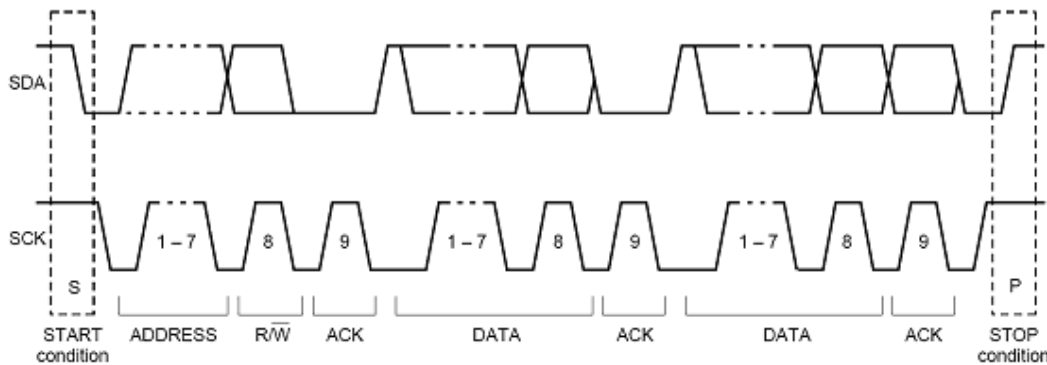 SDA
SCK
1 – 7 8 9 1 – 7 8 9 1 – 7 8 9
S P
START ADDRESS R/W̅ ACK DATA ACK DATA ACK STOP
condition condition